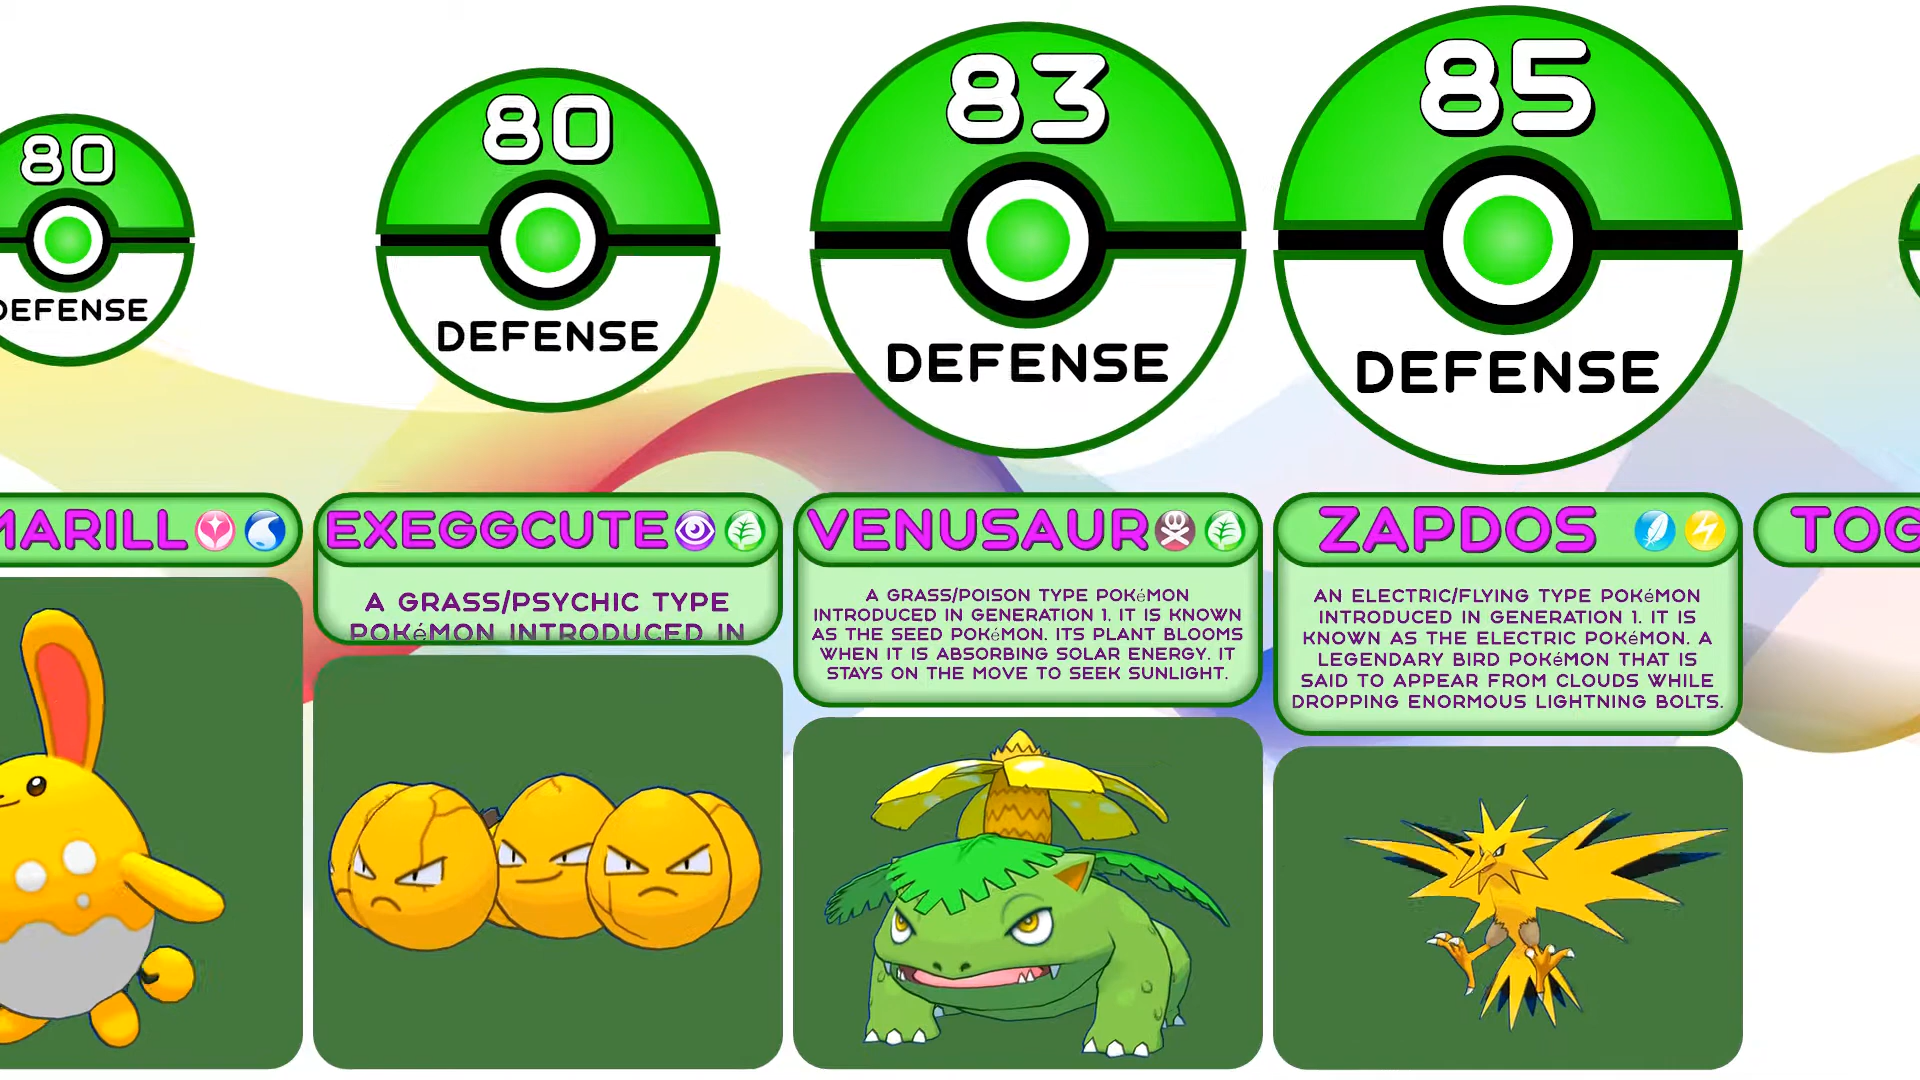 80
DEFENSE
80
DEFENSE
83
DEFENSE
85
DEFENSE
MARILL
EXEGGCUTE
A GRASS/PSYCHIC TYPE
POKéMON INTRODUCED IN
VENUSAUR
A GRASS/POISON TYPE POKéMON
INTRODUCED IN GENERATION 1. IT IS KNOWN
AS THE SEED POKéMON. ITS PLANT BLOOMS
WHEN IT IS ABSORBING SOLAR ENERGY. IT
STAYS ON THE MOVE TO SEEK SUNLIGHT.
ZAPDOS
AN ELECTRIC/FLYING TYPE POKéMON
INTRODUCED IN GENERATION 1. IT IS
KNOWN AS THE ELECTRIC POKéMON. A
LEGENDARY BIRD POKéMON THAT IS
SAID TO APPEAR FROM CLOUDS WHILE
DROPPING ENORMOUS LIGHTNING BOLTS.
TOG